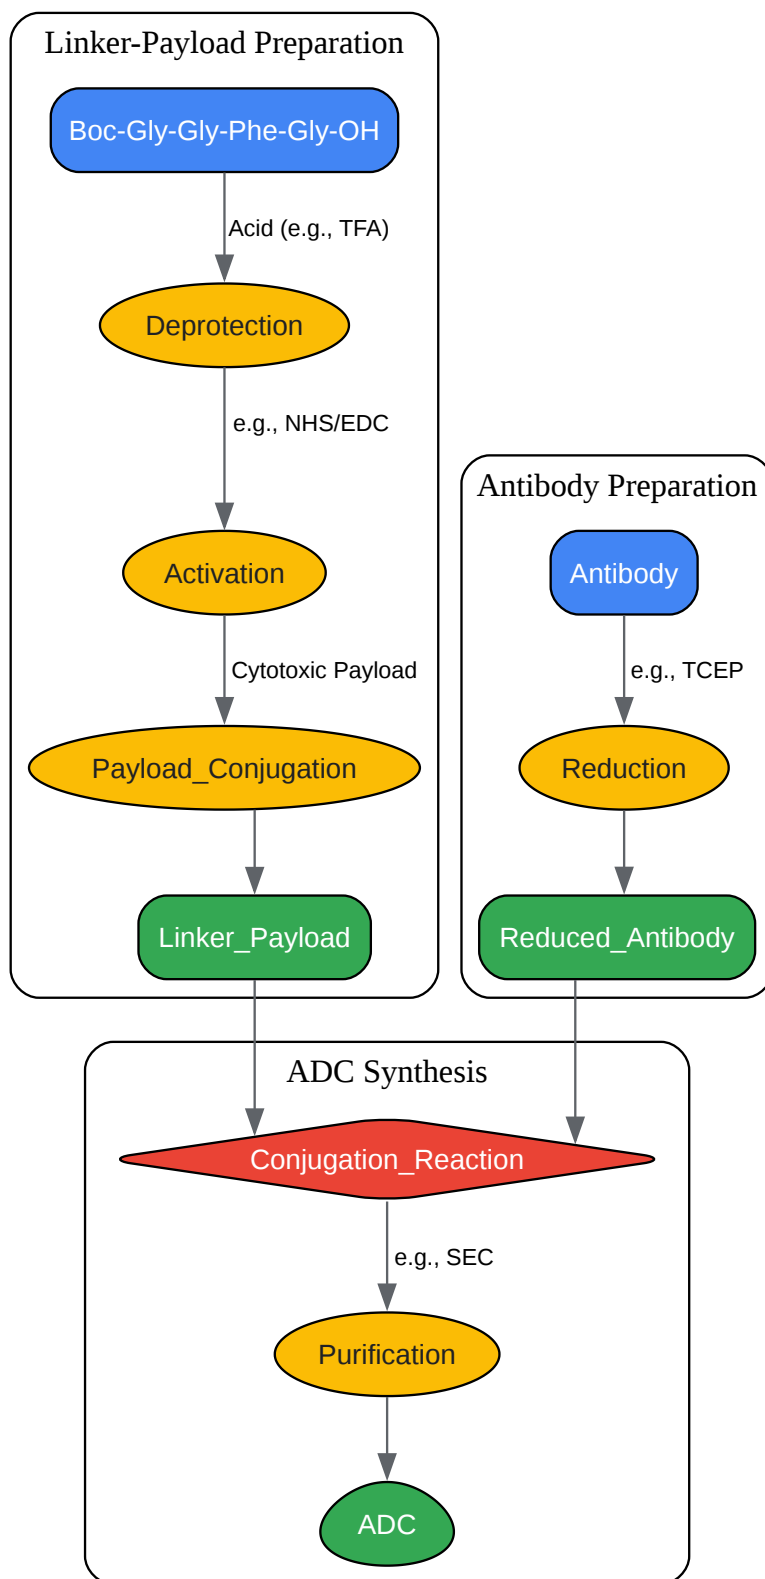 Linker-Payload Preparation
Boc-Gly-Gly-Phe-Gly-OH
Acid (e.g., TFA)
Deprotection
e.g., NHS/EDC
Activation
Cytotoxic Payload
Payload_Conjugation
Linker_Payload
Antibody Preparation
Antibody
e.g., TCEP
Reduction
Reduced_Antibody
ADC Synthesis
Conjugation_Reaction
e.g., SEC
Purification
ADC